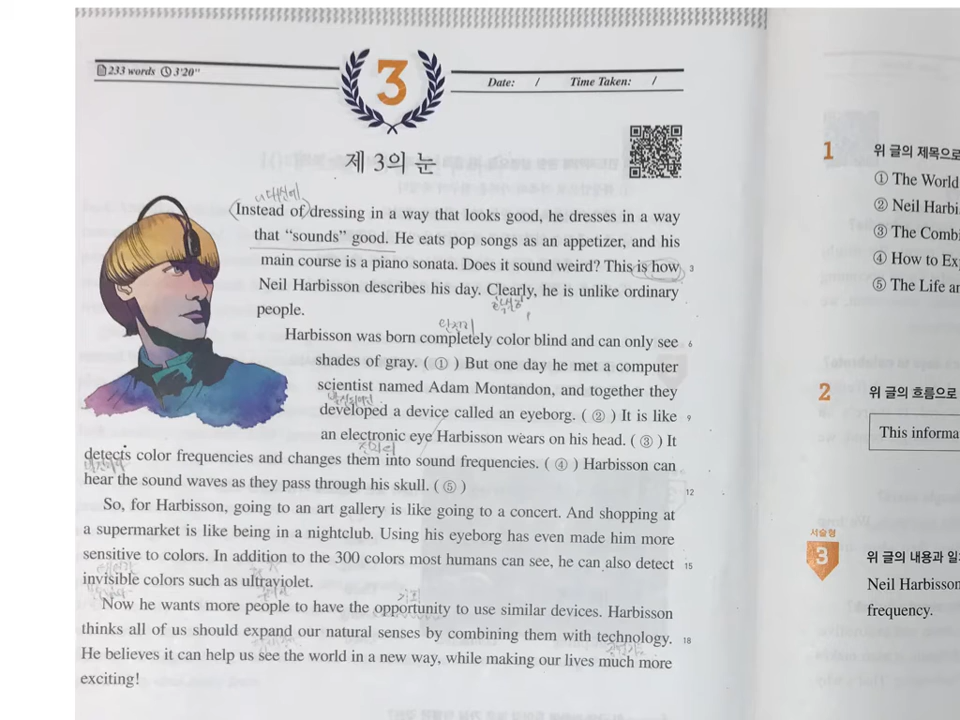 233 words 3'20"
3
Date: / Time Taken: /
제 3의 눈
이 대신에
Instead of dressing in a way that looks good, he dresses in a way
that "sounds" good. He eats pop songs as an appetizer, and his
main course is a piano sonata. Does it sound weird? This is how 3
Neil Harbisson describes his day. Clearly, he is unlike ordinary
people.
Harbisson was born completely color blind and can only see 6
shades of gray. ( ① ) But one day he met a computer
scientist named Adam Montandon, and together they
developed a device called an eyeborg. ( ② ) It is like 9
an electronic eye Harbisson wears on his head. ( ③ ) It
detects color frequencies and changes them into sound frequencies. ( ④ ) Harbisson can
hear the sound waves as they pass through his skull. ( ⑤ ) 12
So, for Harbisson, going to an art gallery is like going to a concert. And shopping at
a supermarket is like being in a nightclub. Using his eyeborg has even made him more
sensitive to colors. In addition to the 300 colors most humans can see, he can also detect 15
invisible colors such as ultraviolet.
기회
Now he wants more people to have the opportunity to use similar devices. Harbisson
thinks all of us should expand our natural senses by combining them with technology. 18
He believes it can help us see the world in a new way, while making our lives much more
exciting!
1 위 글의 제목으로
① The World
② Neil Harbi
③ The Combi
④ How to Ex
⑤ The Life an
2 위 글의 흐름으로
This informa
서술형
3 위 글의 내용과 일
Neil Harbisson
frequency.